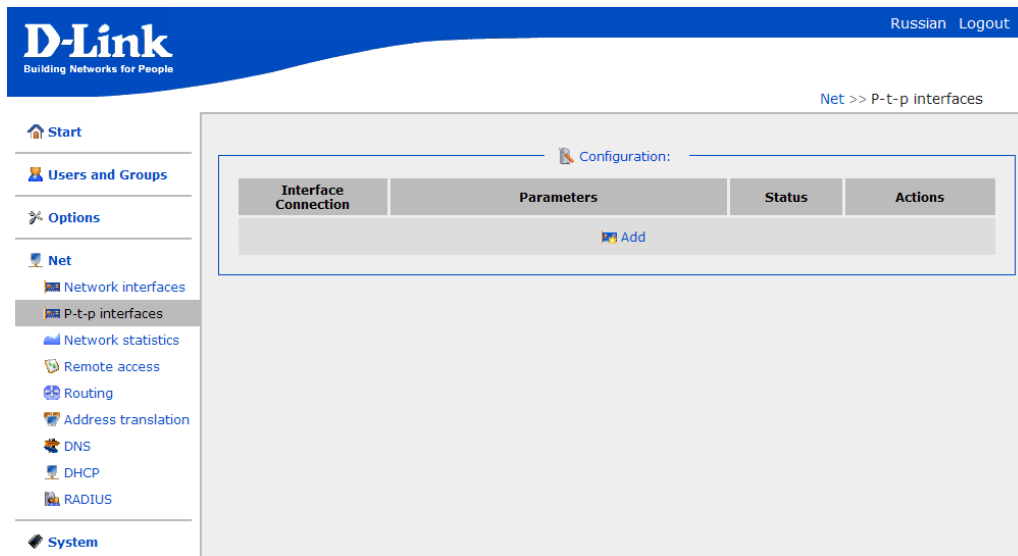 Russian Logout
D-Link
Building Networks for People
Net >> P-t-p interfaces
Start
Users and Groups
Options
Net
Network interfaces
P-t-p interfaces
Network statistics
Remote access
Routing
Address translation
DNS
DHCP
RADIUS
System
Configuration:
Interface Connection Parameters Status Actions
Add